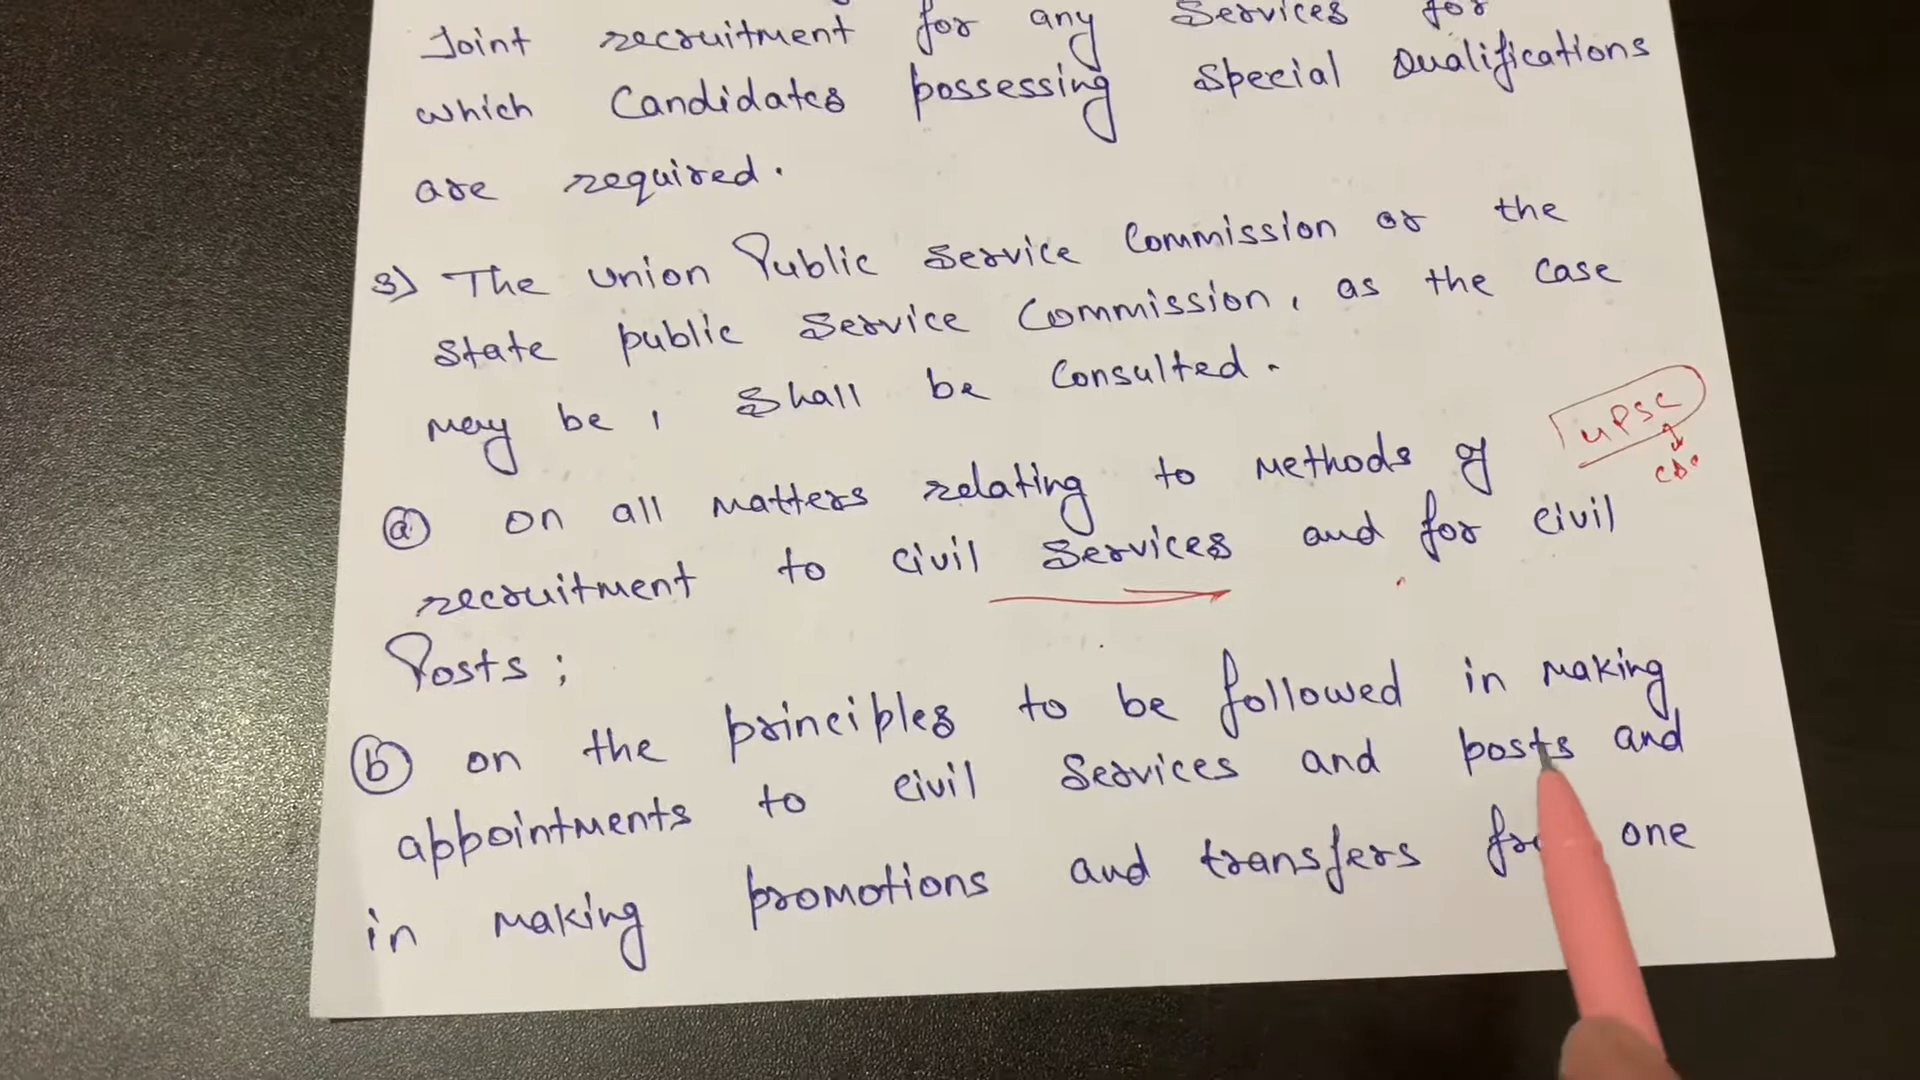 Joint recruitment for any Services for
which Candidates possessing special Qualifications
are required.
3) The union Public Service Commission or the
state public Service Commission, as the case
may be, shall be Consulted.
UPSC
(a) on all matters relating to Methods of
recruitment to civil Services and for civil
Posts;
(b) on the principles to be followed in making
appointments to civil Services and posts and
in making promotions and transfers one